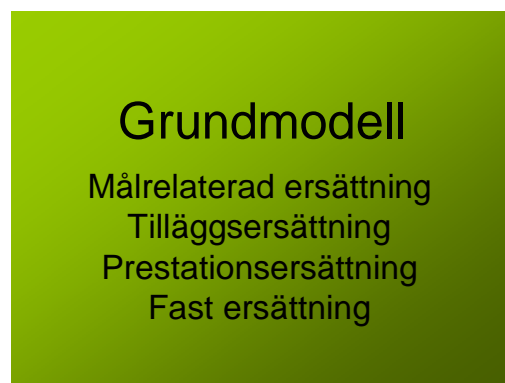 Grundmodell
Målrelaterad ersättning
Tilläggsersättning
Prestationsersättning
Fast ersättning